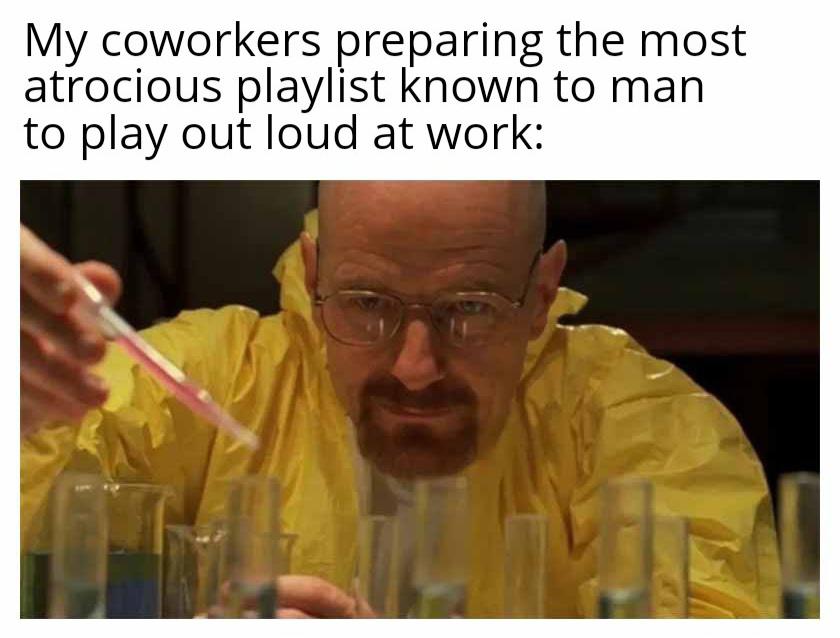 My coworkers preparing the most
atrocious playlist known to man
to play out loud at work: